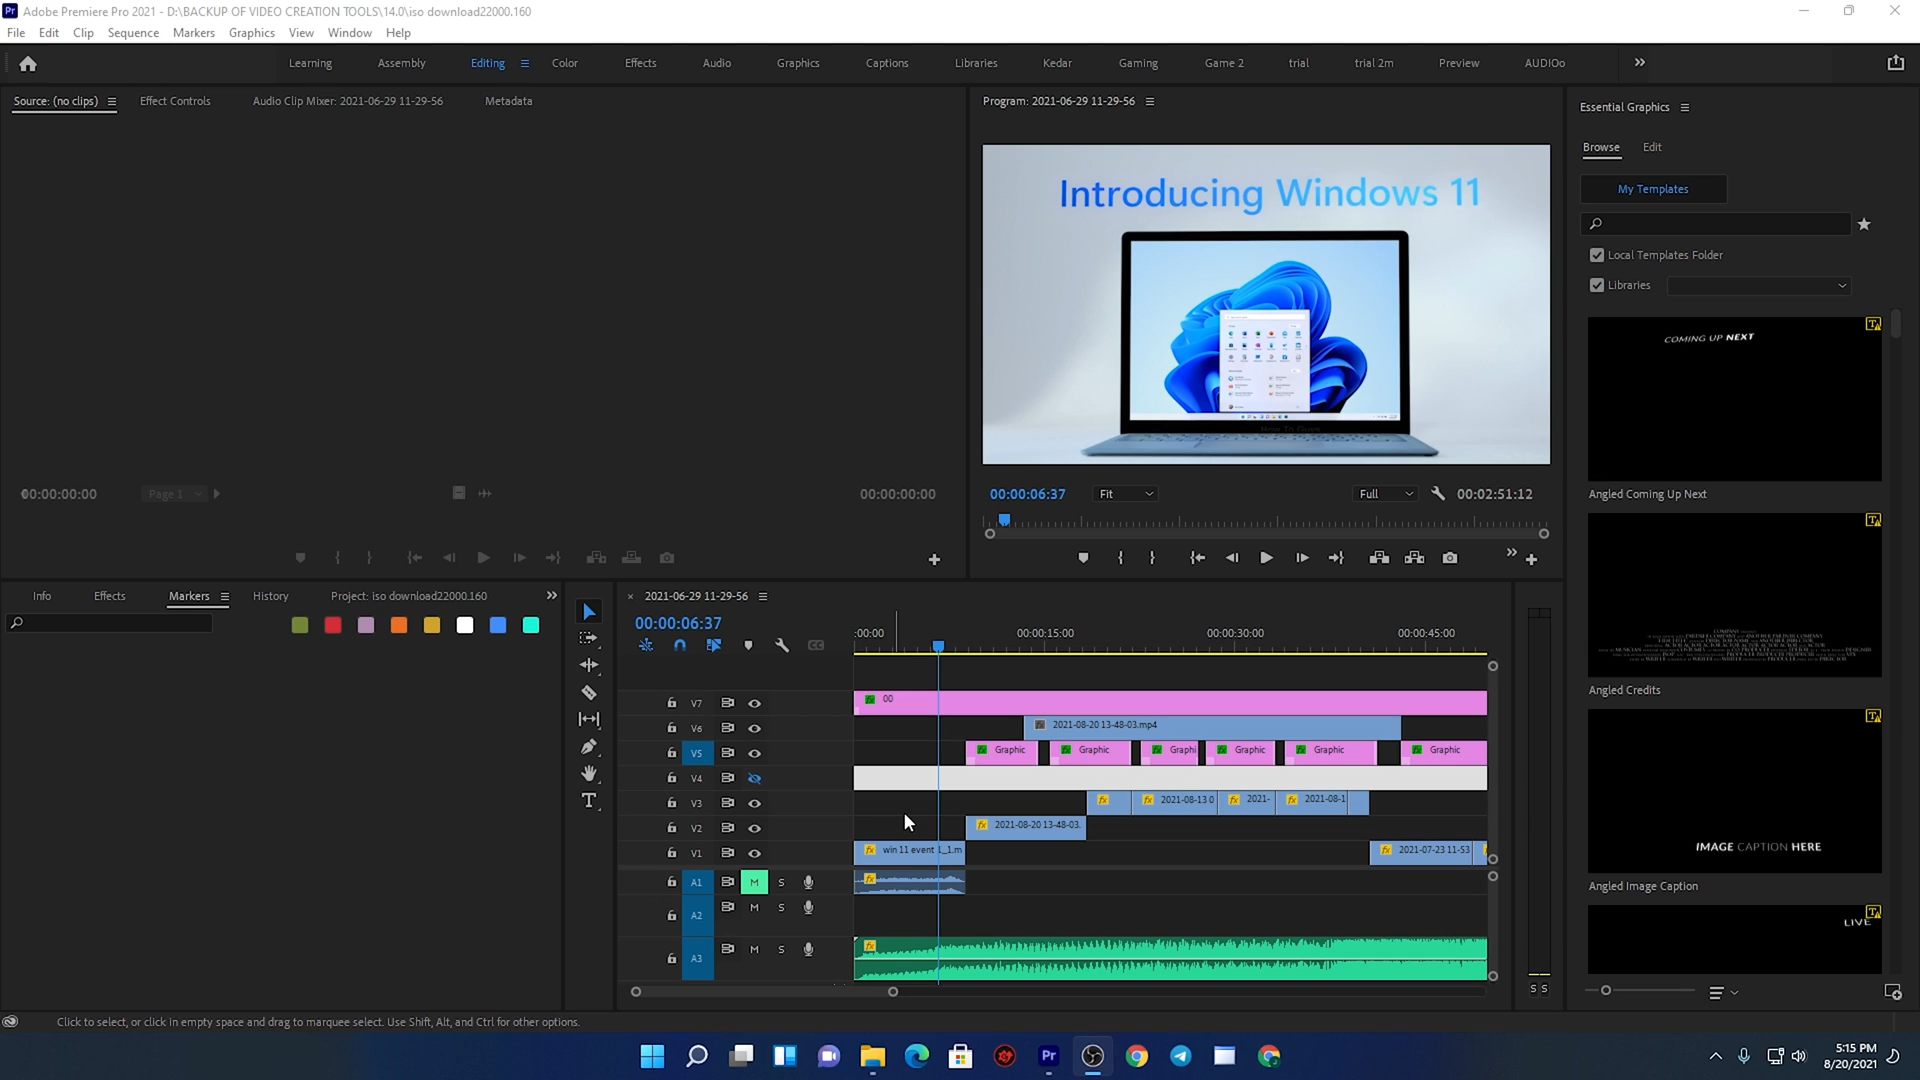 Adobe Premiere Pro 2021 - D:\BACKUP OF VIDEO CREATION TOOLS\14.0\iso download22000.160
File Edit Clip Sequence Markers Graphics View Window Help
Learning Assembly Editing Color Effects Audio Graphics Captions Libraries Kedar Gaming Game 2 trial trial 2m Preview AUDIOo
Source: (no clips) Effect Controls Audio Clip Mixer: 2021-06-29 11-29-56 Metadata
Program: 2021-06-29 11-29-56
Essential Graphics
Browse Edit
My Templates
Local Templates Folder
Libraries
Introducing Windows 11
COMING UP NEXT
Angled Coming Up Next
00:00:00:00 Page 1 00:00:00:00
00:00:06:37 Fit Full 00:02:51:12
Angled Credits
Info Effects Markers History Project: iso download22000.160
2021-06-29 11-29-56
00:00:06:37
:00:00 00:00:15:00 00:00:30:00 00:00:45:00
V7 00
V6 2021-08-20 13-48-03.mp4
V5 Graphic Graphic Graphi Graphic Graphic Graphic
V4
V3 2021-08-13 0 2021- 2021-08-1
V2 2021-08-20 13-48-03.
V1 win 11 event 1_1.m 2021-07-23 11-53
A1 M S
A2 M S
A3 M S
S S
IMAGE CAPTION HERE
Angled Image Caption
LIVE
Click to select, or click in empty space and drag to marquee select. Use Shift, Alt, and Ctrl for other options.
5:15 PM
8/20/2021